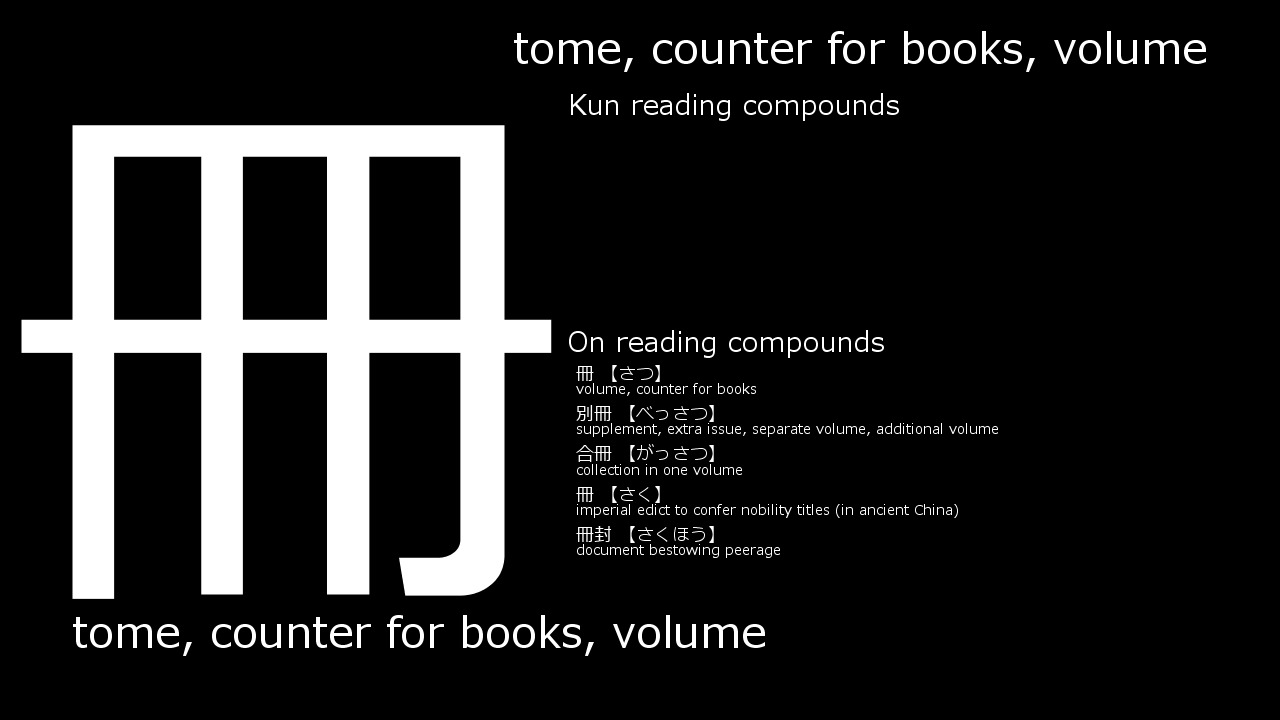 tome, counter for books, volume
Kun reading compounds
冊
On reading compounds
冊 【さつ】
volume, counter for books
別冊 【べっさつ】
supplement, extra issue, separate volume, additional volume
合冊 【がっさつ】
collection in one volume
冊 【さく】
imperial edict to confer nobility titles (in ancient China)
冊封 【さくほう】
document bestowing peerage
tome, counter for books, volume